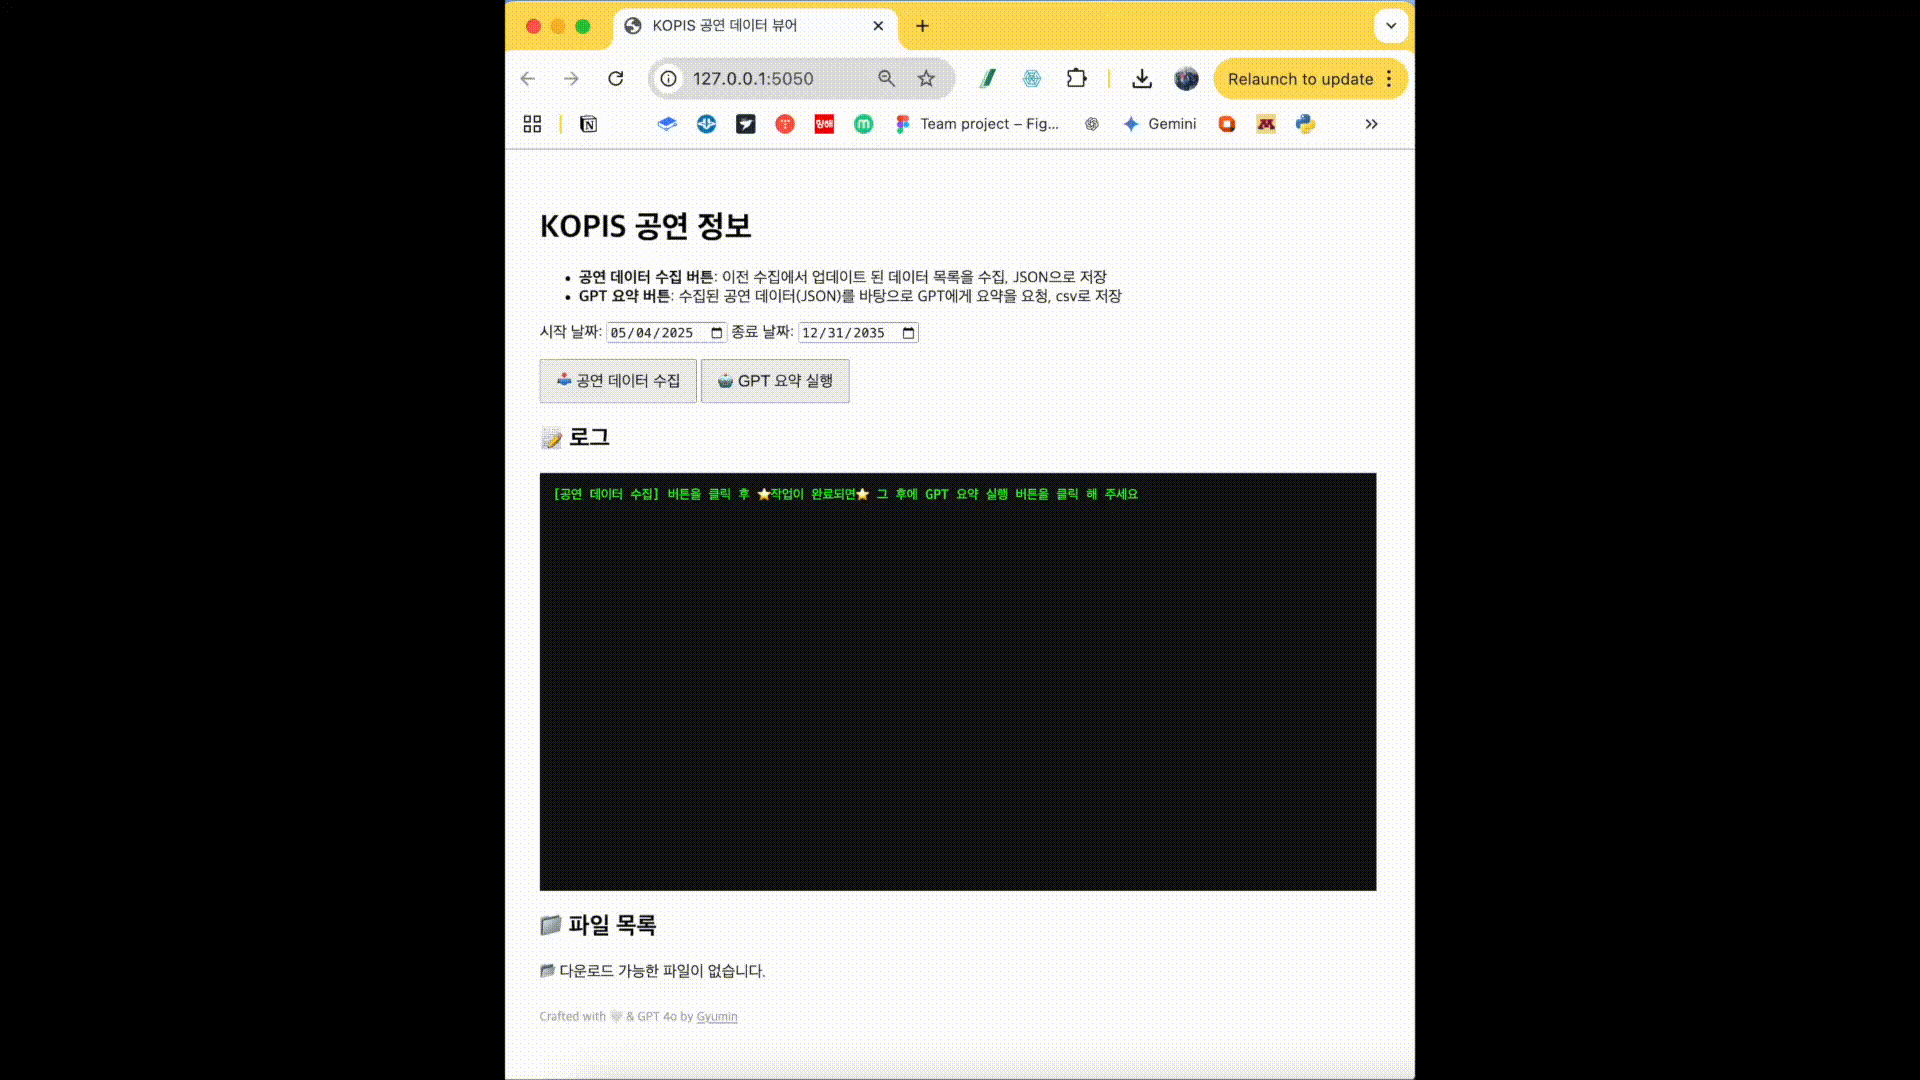 KOPIS 공연 데이터 뷰어
127.0.0.1:5050
Relaunch to update
Team project – Fig...
Gemini
KOPIS 공연 정보
공연 데이터 수집 버튼: 이전 수집에서 업데이트 된 데이터 목록을 수집, JSON으로 저장
GPT 요약 버튼: 수집된 공연 데이터(JSON)를 바탕으로 GPT에게 요약을 요청, csv로 저장
시작 날짜: 05/04/2025 종료 날짜: 12/31/2035
공연 데이터 수집 GPT 요약 실행
로그
[공연 데이터 수집] 버튼을 클릭 후 ⭐작업이 완료되면⭐ 그 후에 GPT 요약 실행 버튼을 클릭 해 주세요
파일 목록
다운로드 가능한 파일이 없습니다.
Crafted with & GPT 4o by Gyumin